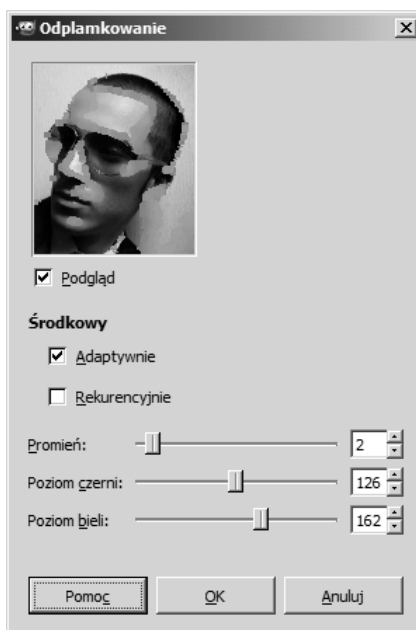 Odplamkowanie
Podgląd
Środkowy
Adaptywnie
Rekurencyjnie
Promień: 2
Poziom czerni: 126
Poziom bieli: 162
Pomoc OK Anuluj